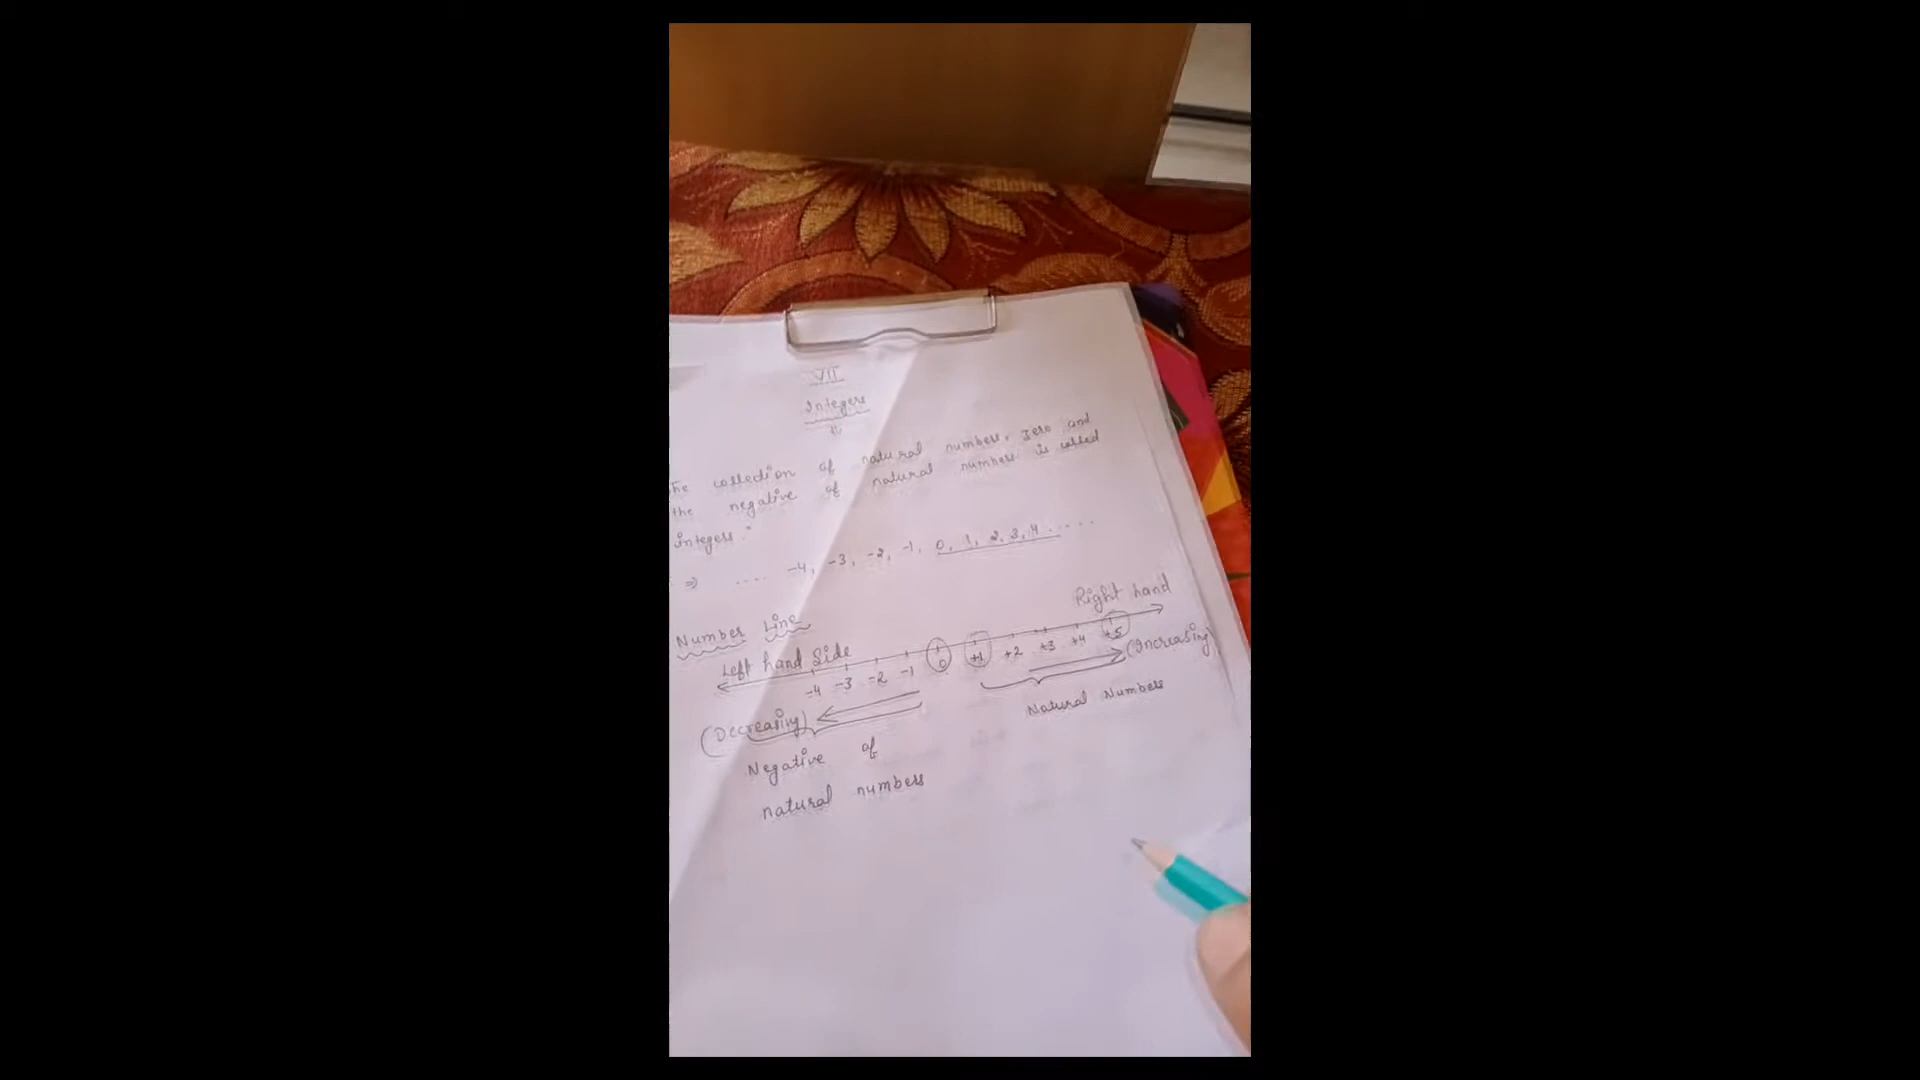 VII
Integers
The collection of natural numbers, zero and
the negative of natural numbers is called
integers."
⇒ .... -4, -3, -2, -1, 0, 1, 2, 3, 4 .....
Number Line
Right hand
Left hand Side
-4 -3 -2 -1 0 +1 +2 +3 +4 +5
(Decreasing) (Increasing)
Natural Numbers
Negative of
natural numbers